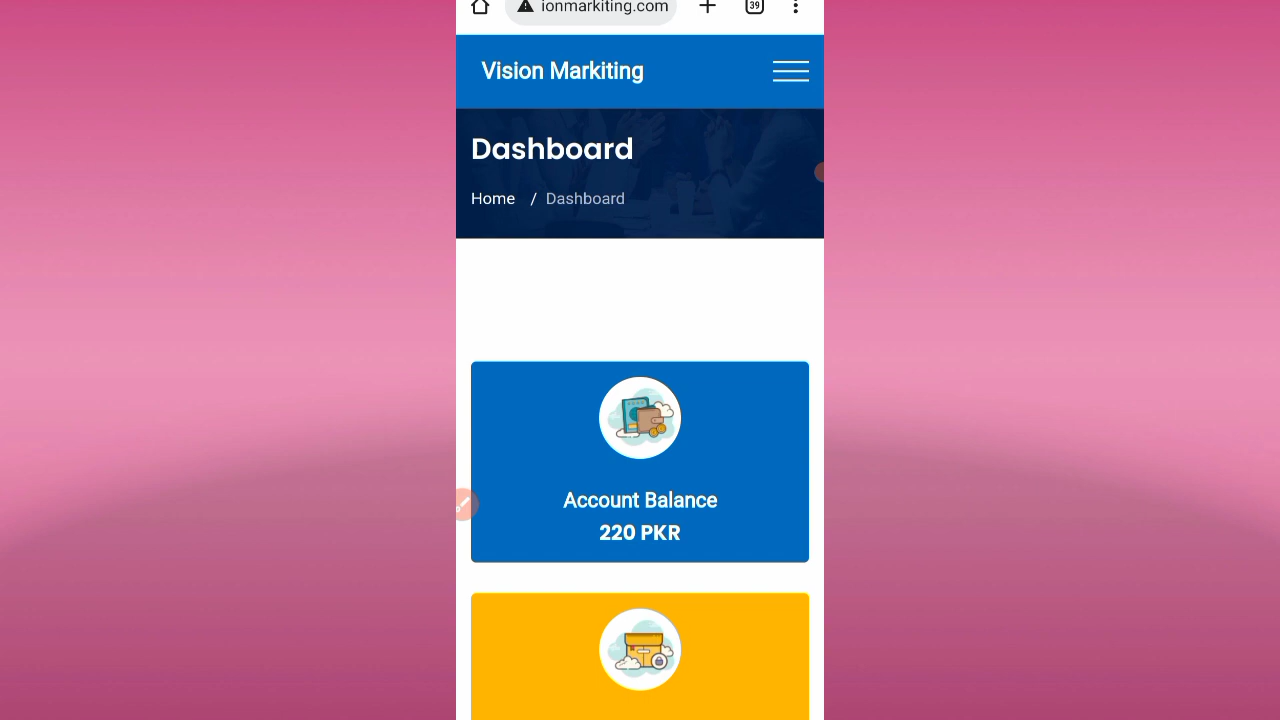 ionmarkiting.com
39
Vision Markiting
Dashboard
Home / Dashboard
Account Balance
220 PKR